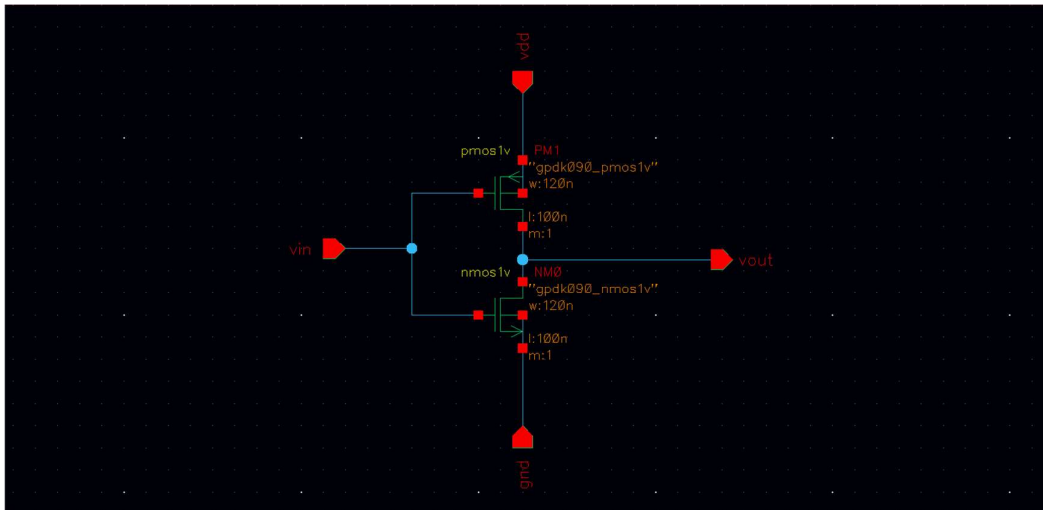 vdd
pmos1v PM1
"gpdk090_pmos1v"
w:120n
l:100n
m:1
vin
vout
nmos1v NM0
"gpdk090_nmos1v"
w:120n
l:100n
m:1
gnd